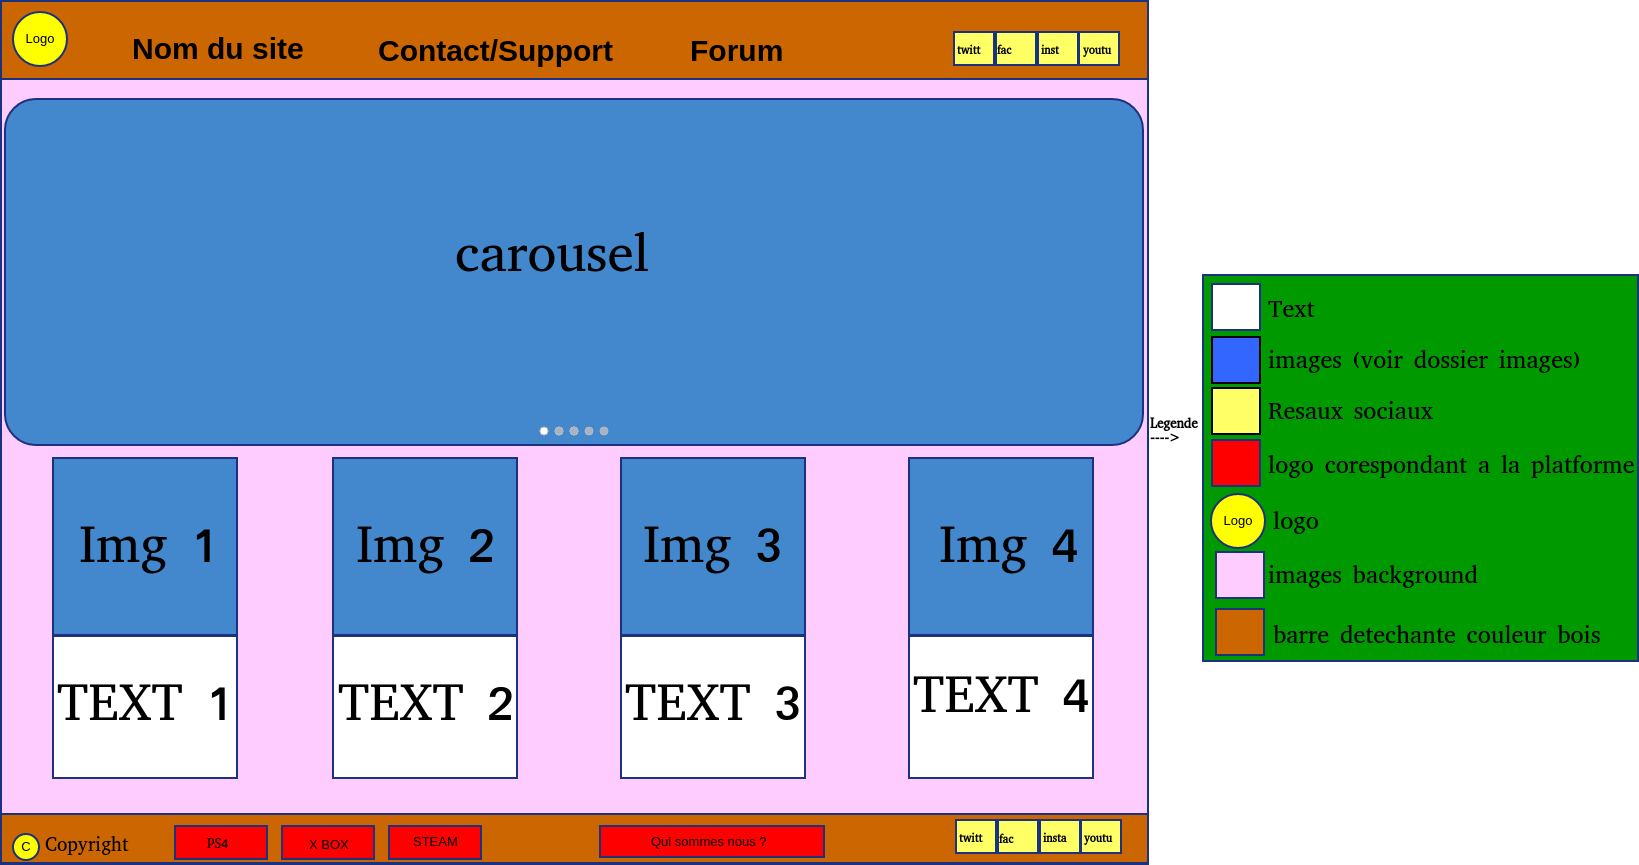 Logo
Nom du site
Contact/Support
Forum
twitt fac inst youtu
carousel
Img 1
Img 2
Img 3
Img 4
TEXT 1
TEXT 2
TEXT 3
TEXT 4
C Copyright
PS4
X BOX
STEAM
Qui sommes nous ?
twitt fac insta youtu
Legende
---->
Text
images (voir dossier images)
Resaux sociaux
logo corespondant a la platforme
Logo logo
images background
barre detechante couleur bois